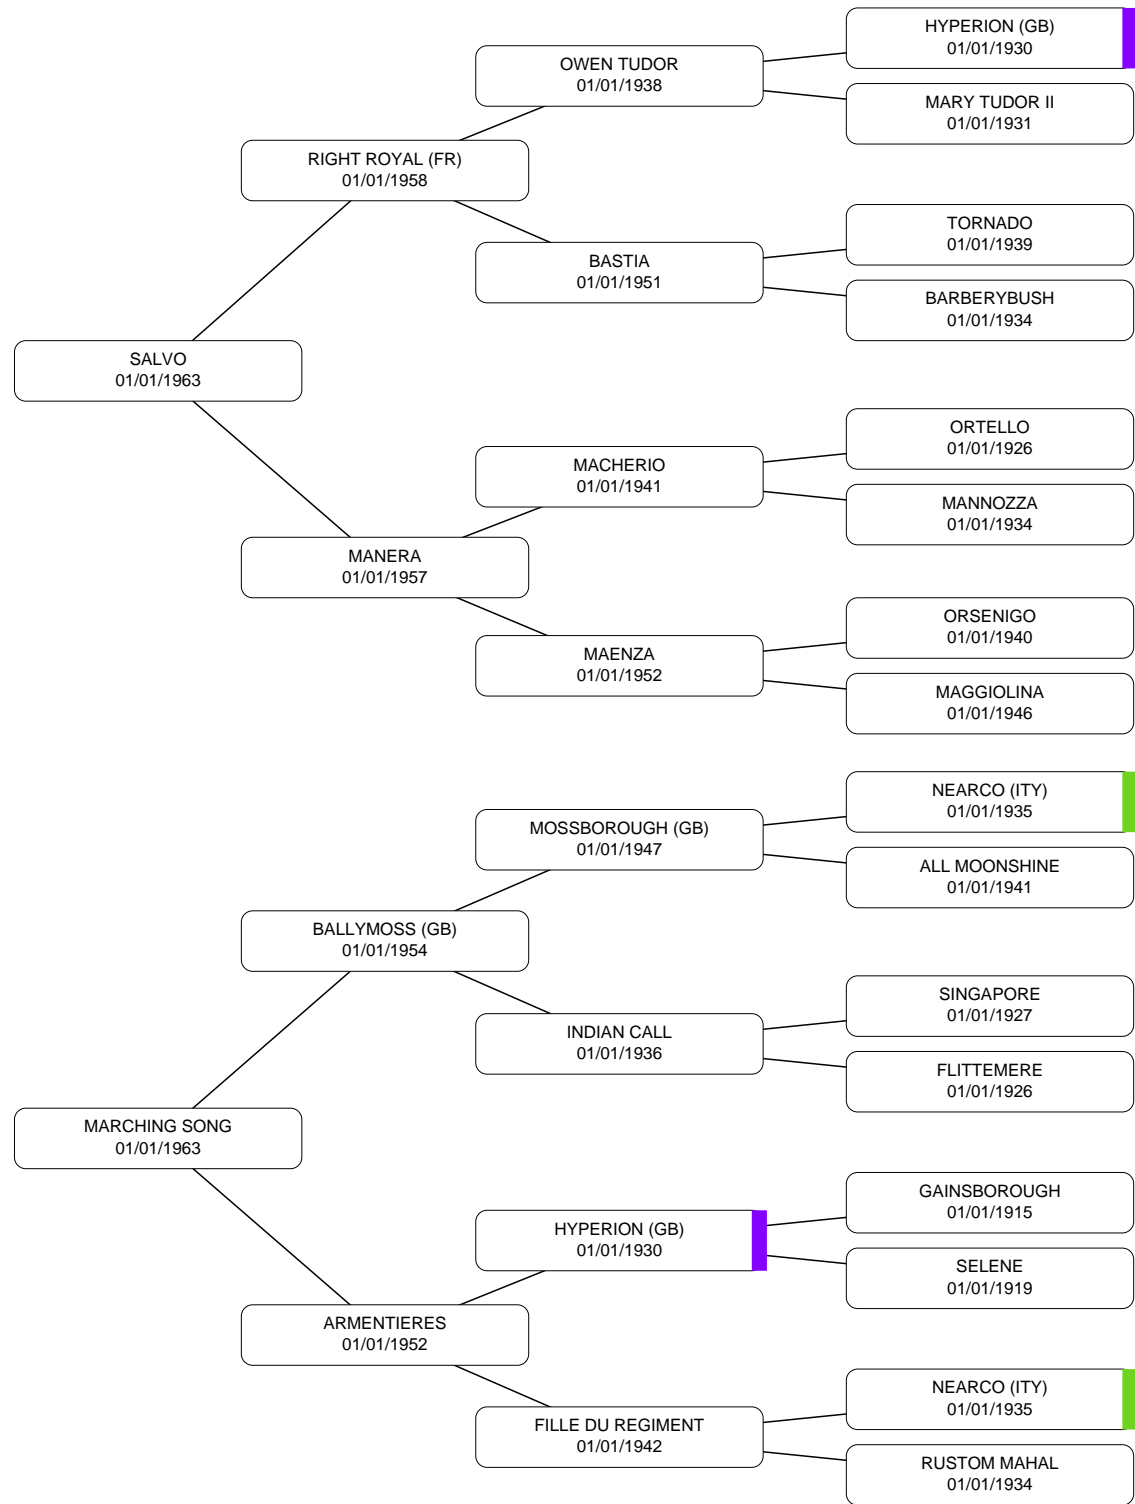 HYPERION (GB)
01/01/1930
OWEN TUDOR
01/01/1938
MARY TUDOR II
01/01/1931
RIGHT ROYAL (FR)
01/01/1958
TORNADO
01/01/1939
BASTIA
01/01/1951
BARBERYBUSH
01/01/1934
SALVO
01/01/1963
ORTELLO
01/01/1926
MACHERIO
01/01/1941
MANNOZZA
01/01/1934
MANERA
01/01/1957
ORSENIGO
01/01/1940
MAENZA
01/01/1952
MAGGIOLINA
01/01/1946
NEARCO (ITY)
01/01/1935
MOSSBOROUGH (GB)
01/01/1947
ALL MOONSHINE
01/01/1941
BALLYMOSS (GB)
01/01/1954
SINGAPORE
01/01/1927
INDIAN CALL
01/01/1936
FLITTEMERE
01/01/1926
MARCHING SONG
01/01/1963
GAINSBOROUGH
01/01/1915
HYPERION (GB)
01/01/1930
SELENE
01/01/1919
ARMENTIERES
01/01/1952
NEARCO (ITY)
01/01/1935
FILLE DU REGIMENT
01/01/1942
RUSTOM MAHAL
01/01/1934